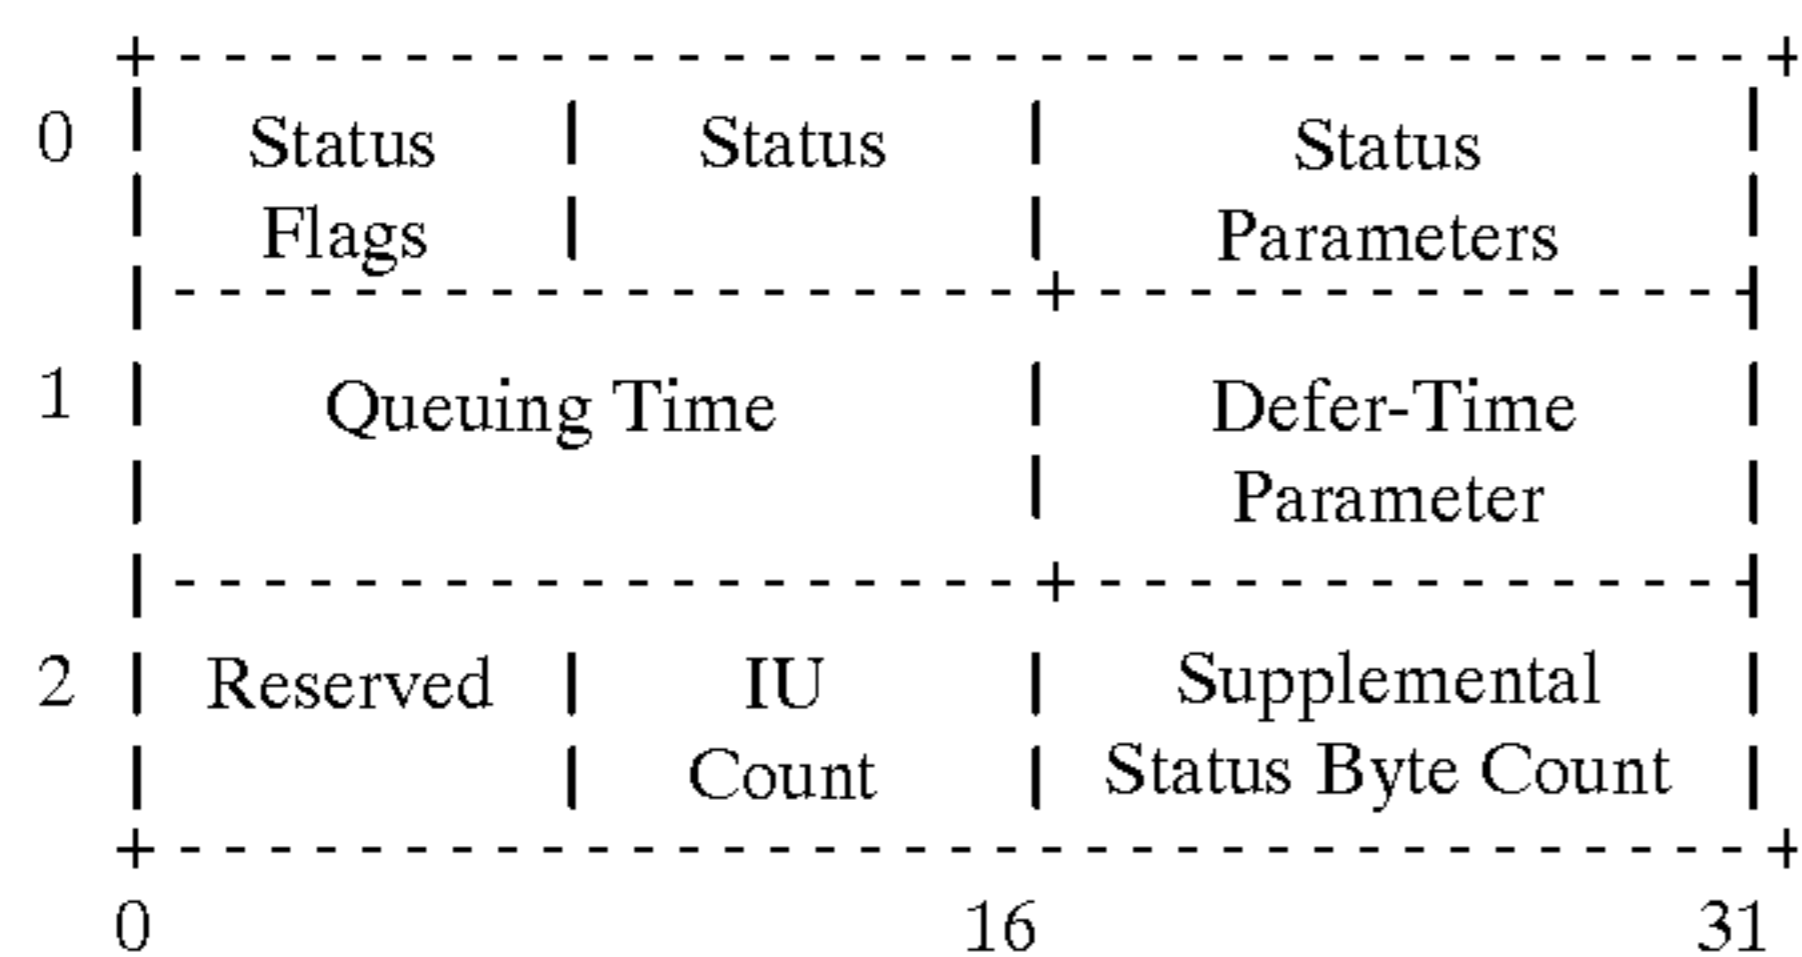 0 Status Status Status
Flags Parameters
1 Queuing Time Defer-Time
Parameter
2 Reserved IU Supplemental
Count Status Byte Count
0 16 31